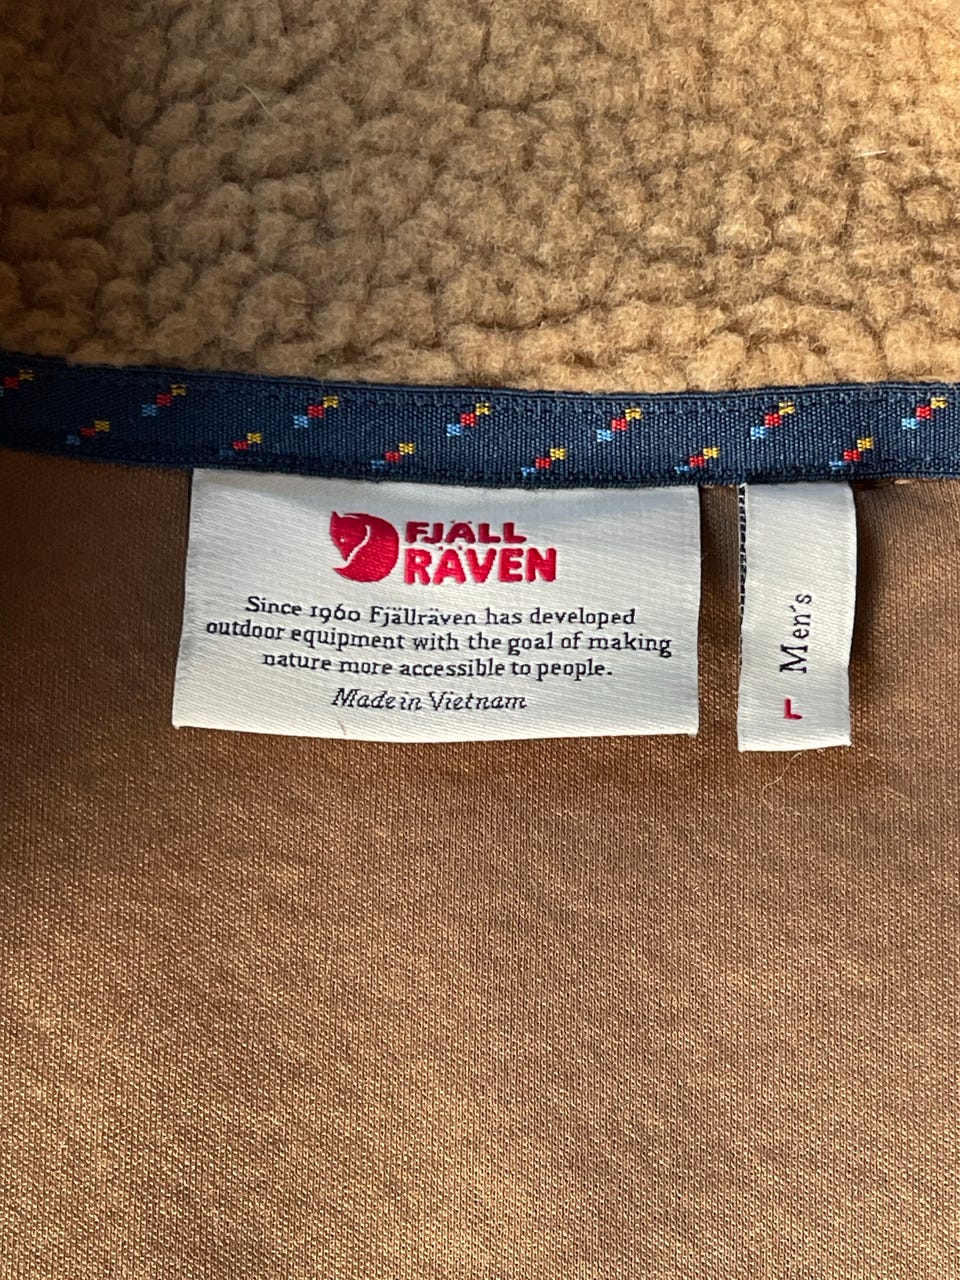 FJÄLL
RÄVEN
Since 1960 Fjällräven has developed
outdoor equipment with the goal of making
nature more accessible to people.
Made in Vietnam
L Men's